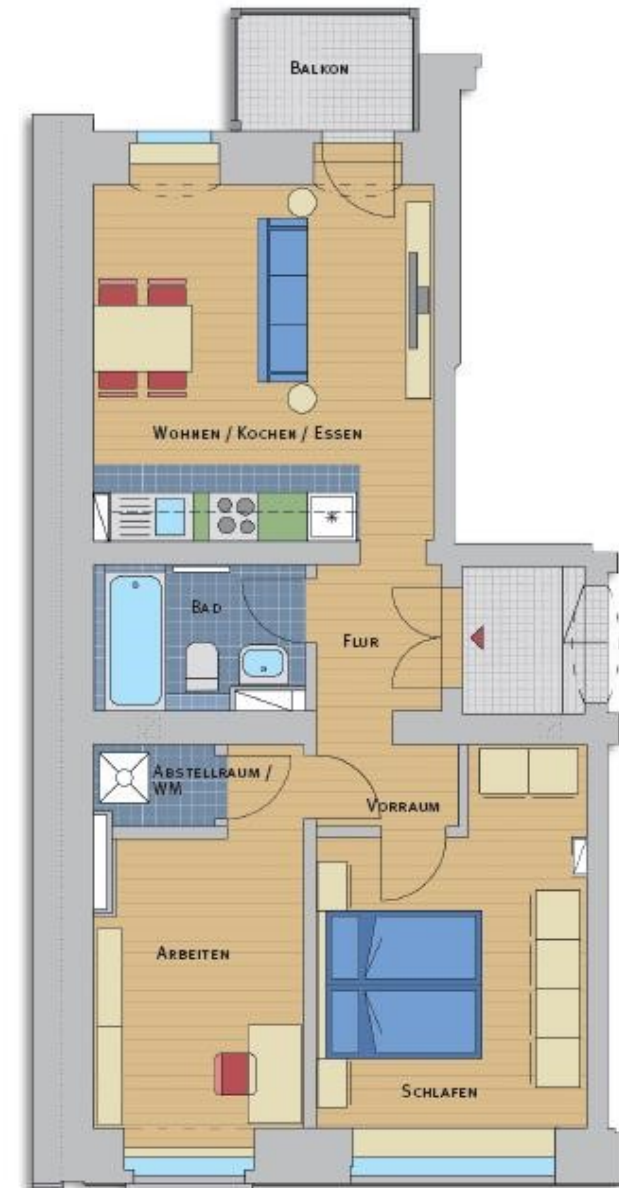 BALKON
WOHNEN / KOCHEN / ESSEN
BAD
FLUR
ABSTELLRAUM /
WM
VORRAUM
ARBEITEN
SCHLAFEN